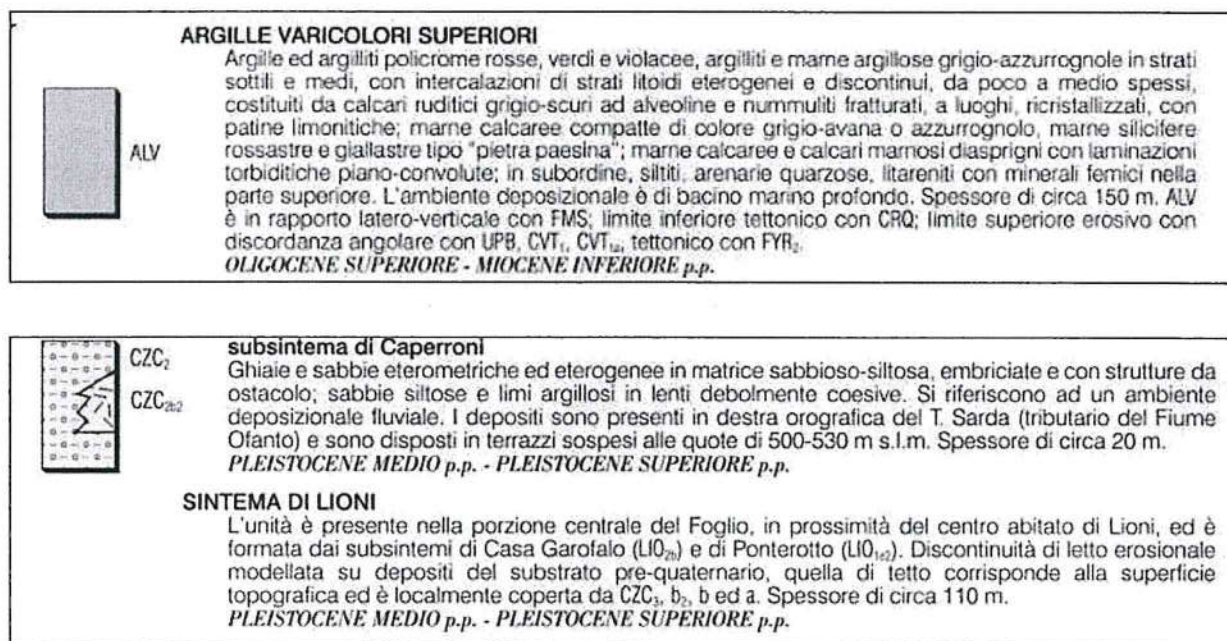 ARGILLE VARICOLORI SUPERIORI
Argille ed argilliti policrome rosse, verdi e violacee, argilliti e marne argillose grigio-azzurrognole in strati
sottili e medi, con intercalazioni di strati litoidi eterogenei e discontinui, da poco a medio spessi,
costituiti da calcari ruditici grigio-scuri ad alveoline e nummuliti fratturati, a luoghi, ricristallizzati, con
patine limonitiche; marne calcaree compatte di colore grigio-avana o azzurrognolo, marne silicifere
rossastre e giallastre tipo "pietra paesina"; marne calcaree e calcari marnosi diasprigni con laminazioni
torbiditiche piano-convolute; in subordine, siltiti, arenarie quarzose, litareniti con minerali femici nella
parte superiore. L'ambiente deposizionale è di bacino marino profondo. Spessore di circa 150 m. ALV
è in rapporto latero-verticale con FMS; limite inferiore tettonico con CRQ; limite superiore erosivo con
discordanza angolare con UPB, CVT₁, CVT₁ₐ, tettonico con FYR₂.
OLIGOCENE SUPERIORE - MIOCENE INFERIORE p.p.
ALV
CZC₂
CZC₂b₂
subsintema di Caperroni
Ghiaie e sabbie eterometriche ed eterogenee in matrice sabbioso-siltosa, embriciate e con strutture da
ostacolo; sabbie siltose e limi argillosi in lenti debolmente coesive. Si riferiscono ad un ambiente
deposizionale fluviale. I depositi sono presenti in destra orografica del T. Sarda (tributario del Fiume
Ofanto) e sono disposti in terrazzi sospesi alle quote di 500-530 m s.l.m. Spessore di circa 20 m.
PLEISTOCENE MEDIO p.p. - PLEISTOCENE SUPERIORE p.p.
SINTEMA DI LIONI
L'unità è presente nella porzione centrale del Foglio, in prossimità del centro abitato di Lioni, ed è
formata dai subsintemi di Casa Garofalo (LIO₂b) e di Ponterotto (LIO₁e₂). Discontinuità di letto erosionale
modellata su depositi del substrato pre-quaternario, quella di tetto corrisponde alla superficie
topografica ed è localmente coperta da CZC₃, b₂, b ed a. Spessore di circa 110 m.
PLEISTOCENE MEDIO p.p. - PLEISTOCENE SUPERIORE p.p.